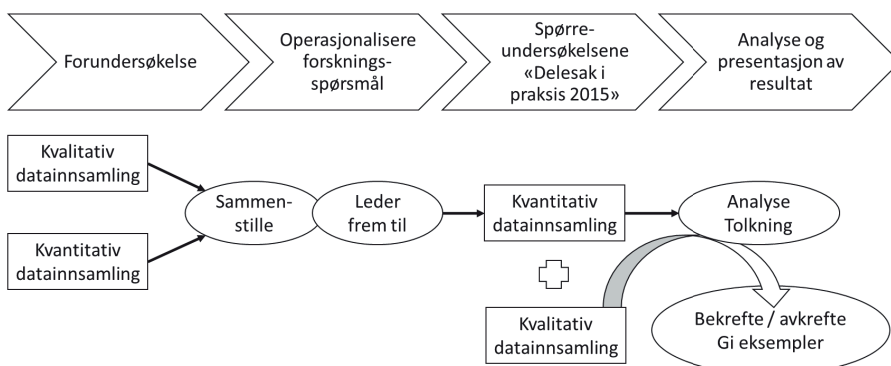 Forundersøkelse
Operasjonalisere
forsknings-
spørsmål
Spørre-
undersøkelsene
«Delesak i
praksis 2015»
Analyse og
presentasjon av
resultat
Kvalitativ
datainnsamling
Kvantitativ
datainnsamling
Sammen-
stille
Leder
frem til
Kvantitativ
datainnsamling
Kvalitativ
datainnsamling
Analyse
Tolkning
Bekrefte / avkrefte
Gi eksempler